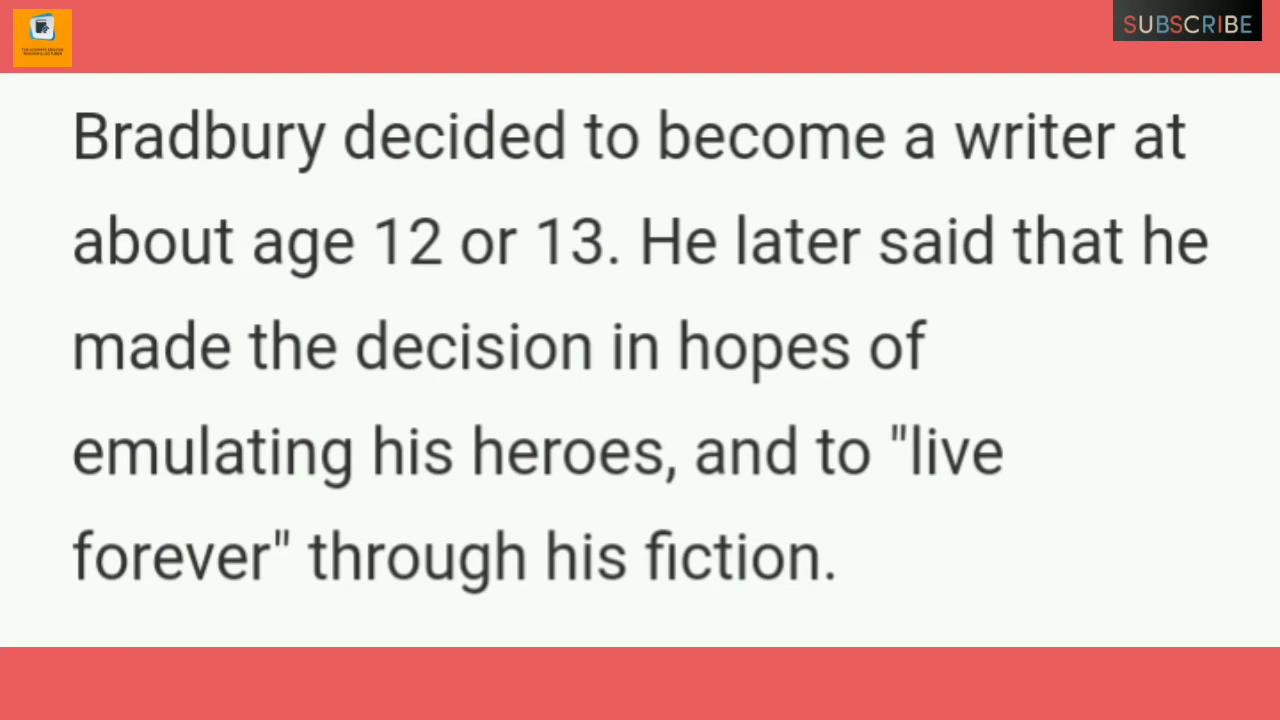 SUBSCRIBE
Bradbury decided to become a writer at
about age 12 or 13. He later said that he
made the decision in hopes of
emulating his heroes, and to "live
forever" through his fiction.